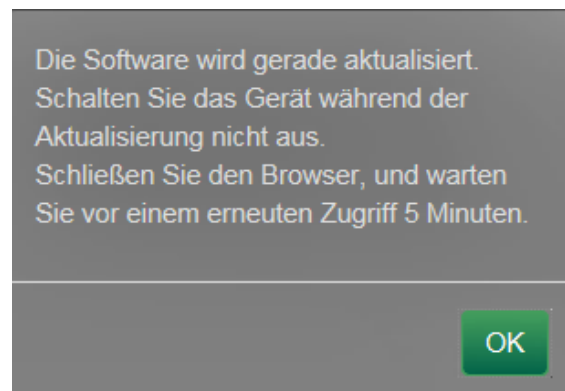 Die Software wird gerade aktualisiert.
Schalten Sie das Gerät während der
Aktualisierung nicht aus.
Schließen Sie den Browser, und warten
Sie vor einem erneuten Zugriff 5 Minuten.
OK